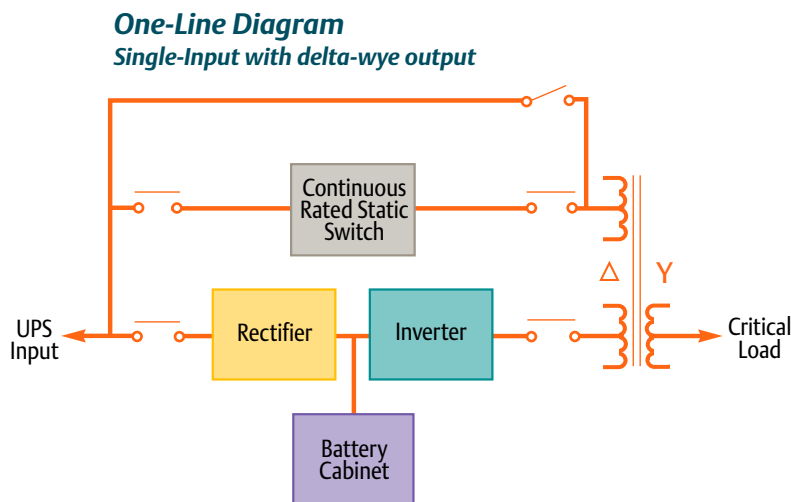 One-Line Diagram
Single-Input with delta-wye output
Continuous
Rated Static
Switch
Δ Y
UPS
Input
Rectifier
Inverter
Critical
Load
Battery
Cabinet